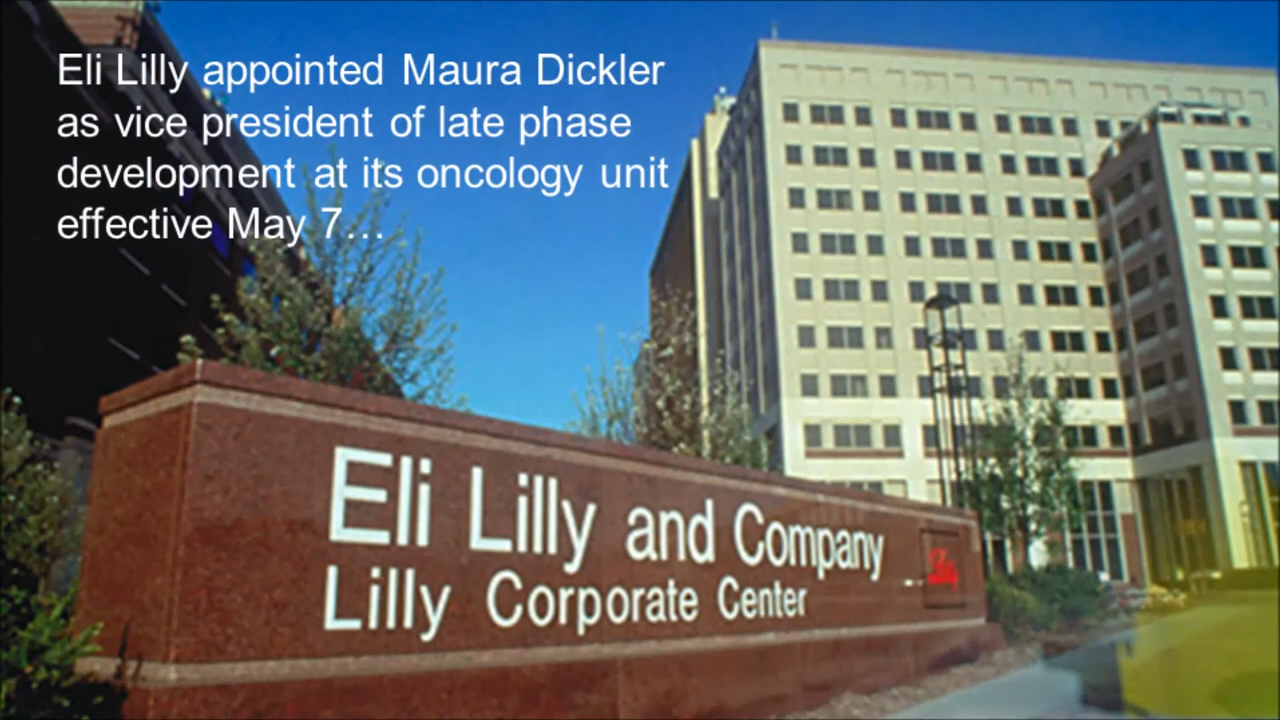 Eli Lilly appointed Maura Dickler
as vice president of late phase
development at its oncology unit
effective May 7…
Eli Lilly and Company
Lilly Corporate Center
Lilly